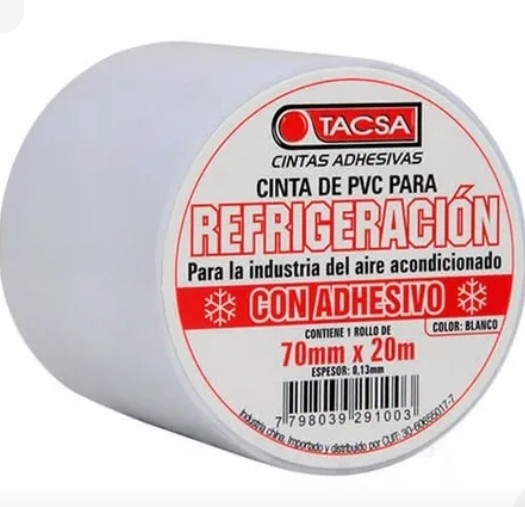 TACSA
CINTAS ADHESIVAS
CINTA DE PVC PARA
REFRIGERACIÓN
Para la industria del aire acondicionado
CON ADHESIVO
COLOR: BLANCO
CONTIENE 1 ROLLO DE
70mm x 20m
ESPESOR: 0,13mm
7 798039 291003
Industria china. Importado y distribuido por CUIT: 30-60655017-7